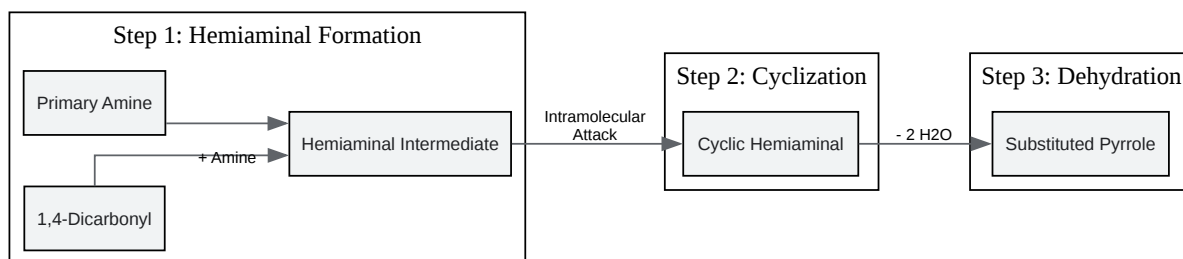 Step 1: Hemiaminal Formation
Primary Amine
1,4-Dicarbonyl
+ Amine
Hemiaminal Intermediate
Intramolecular
Attack
Step 2: Cyclization
Cyclic Hemiaminal
- 2 H2O
Step 3: Dehydration
Substituted Pyrrole